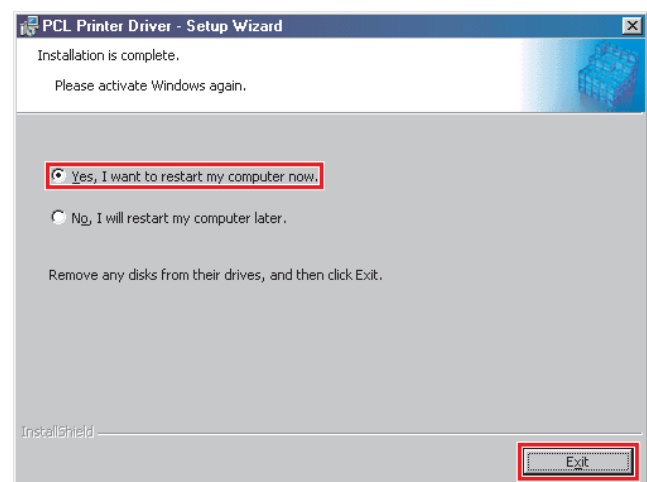 PCL Printer Driver - Setup Wizard
Installation is complete.
Please activate Windows again.
Yes, I want to restart my computer now.
No, I will restart my computer later.
Remove any disks from their drives, and then click Exit.
InstallShield
Exit